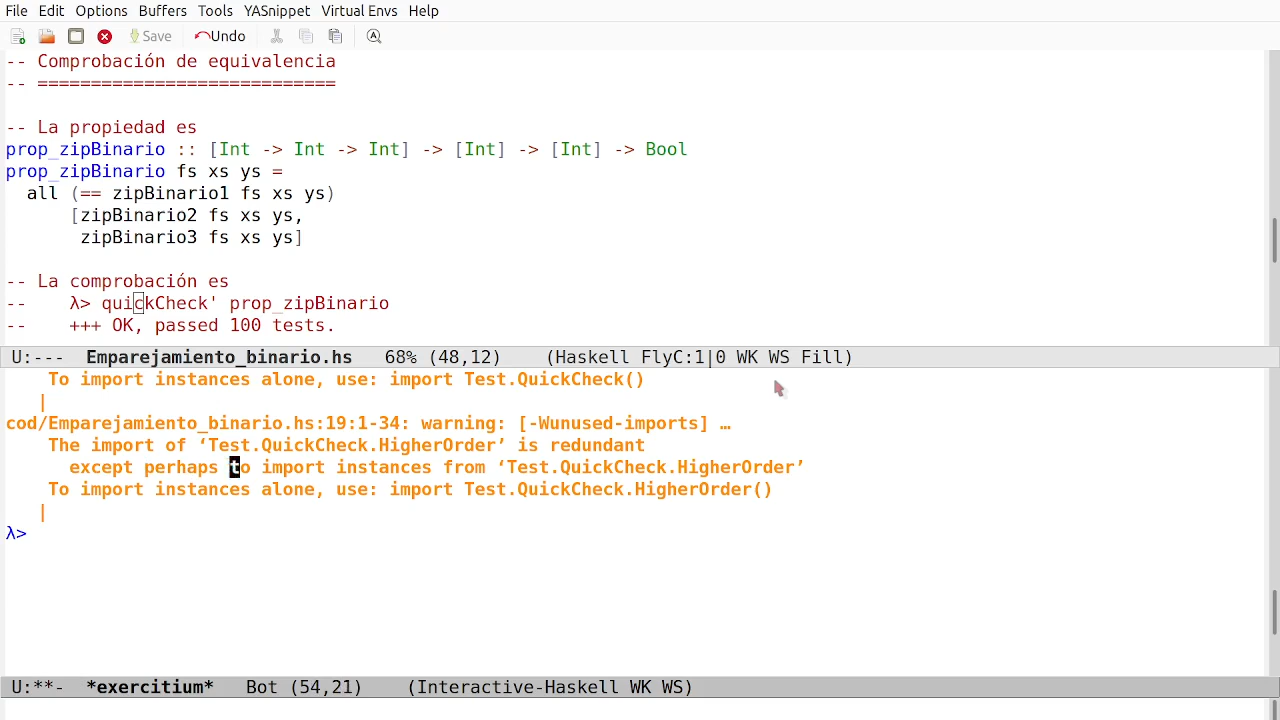 File Edit Options Buffers Tools YASnippet Virtual Envs Help
Save Undo
-- Comprobación de equivalencia
-- ============================
-- La propiedad es
prop_zipBinario :: [Int -> Int -> Int] -> [Int] -> [Int] -> Bool
prop_zipBinario fs xs ys =
  all (== zipBinario1 fs xs ys)
      [zipBinario2 fs xs ys,
       zipBinario3 fs xs ys]
-- La comprobación es
--    λ> quickCheck' prop_zipBinario
--    +++ OK, passed 100 tests.
U:---  Emparejamiento_binario.hs   68% (48,12)    (Haskell FlyC:1|0 WK WS Fill)
    To import instances alone, use: import Test.QuickCheck()
   |
cod/Emparejamiento_binario.hs:19:1-34: warning: [-Wunused-imports] …
    The import of ‘Test.QuickCheck.HigherOrder’ is redundant
      except perhaps to import instances from ‘Test.QuickCheck.HigherOrder’
    To import instances alone, use: import Test.QuickCheck.HigherOrder()
   |
λ>
U:**-  *exercitium*   Bot (54,21)    (Interactive-Haskell WK WS)